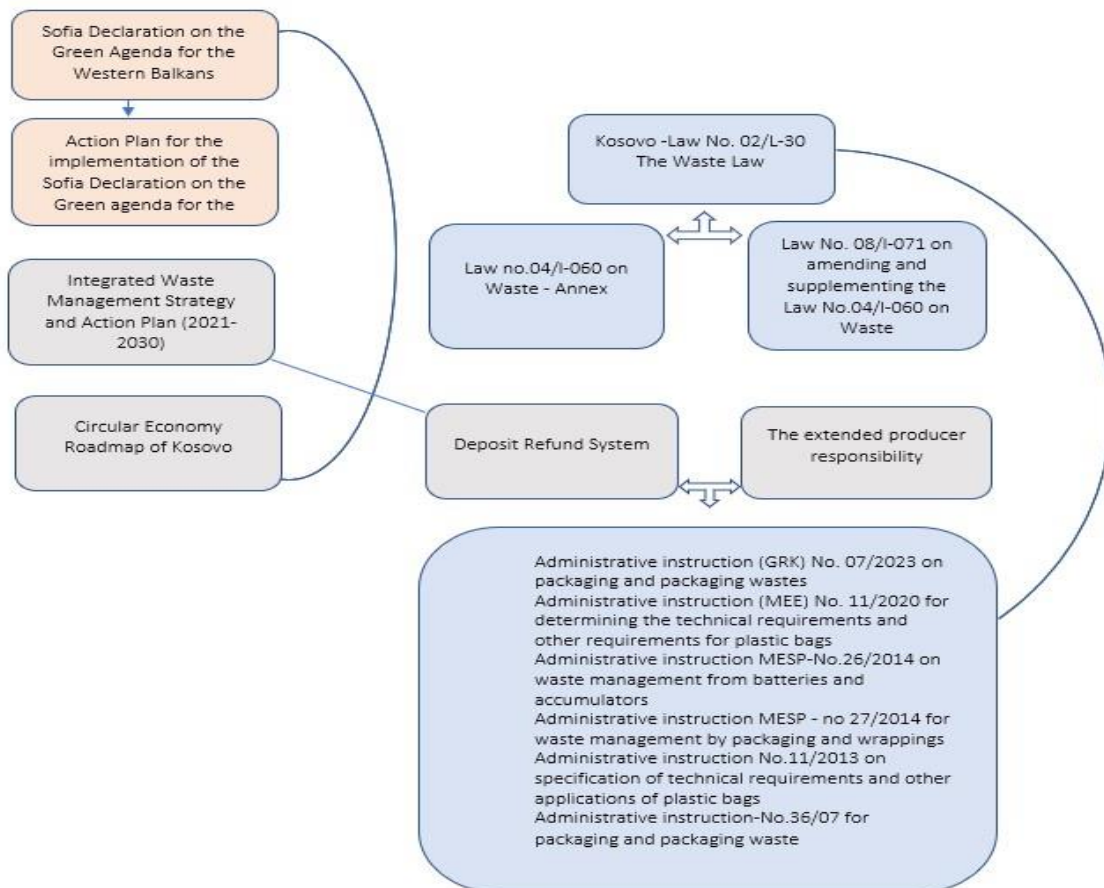 Sofia Declaration on the
Green Agenda for the
Western Balkans
Action Plan for the
implementation of the
Sofia Declaration on the
Green agenda for the
Integrated Waste
Management Strategy
and Action Plan (2021-
2030)
Circular Economy
Roadmap of Kosovo
Kosovo -Law No. 02/L-30
The Waste Law
Law no.04/I-060 on
Waste - Annex
Law No. 08/I-071 on
amending and
supplementing the
Law No.04/I-060 on
Waste
Deposit Refund System
The extended producer
responsibility
Administrative instruction (GRK) No. 07/2023 on
packaging and packaging wastes
Administrative instruction (MEE) No. 11/2020 for
determining the technical requirements and
other requirements for plastic bags
Administrative instruction MESP-No.26/2014 on
waste management from batteries and
accumulators
Administrative instruction MESP - no 27/2014 for
waste management by packaging and wrappings
Administrative instruction No.11/2013 on
specification of technical requirements and other
applications of plastic bags
Administrative instruction-No.36/07 for
packaging and packaging waste